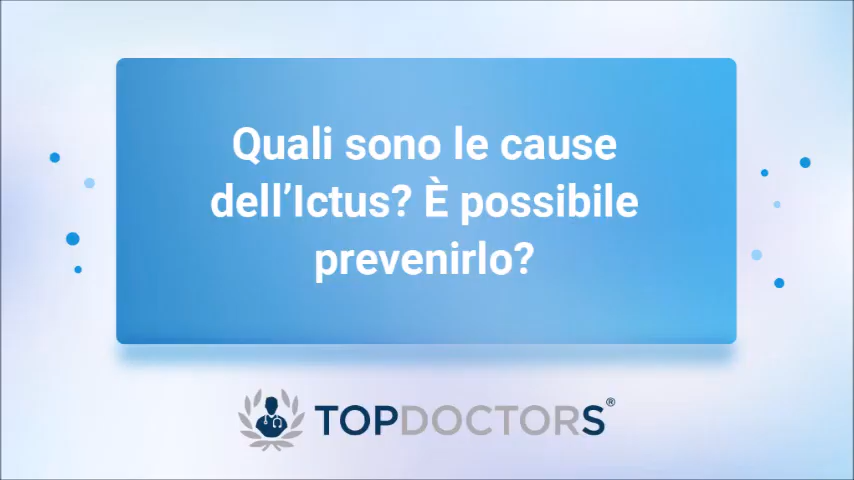 Quali sono le cause
dell’Ictus? È possibile
prevenirlo?
TOPDOCTORS®